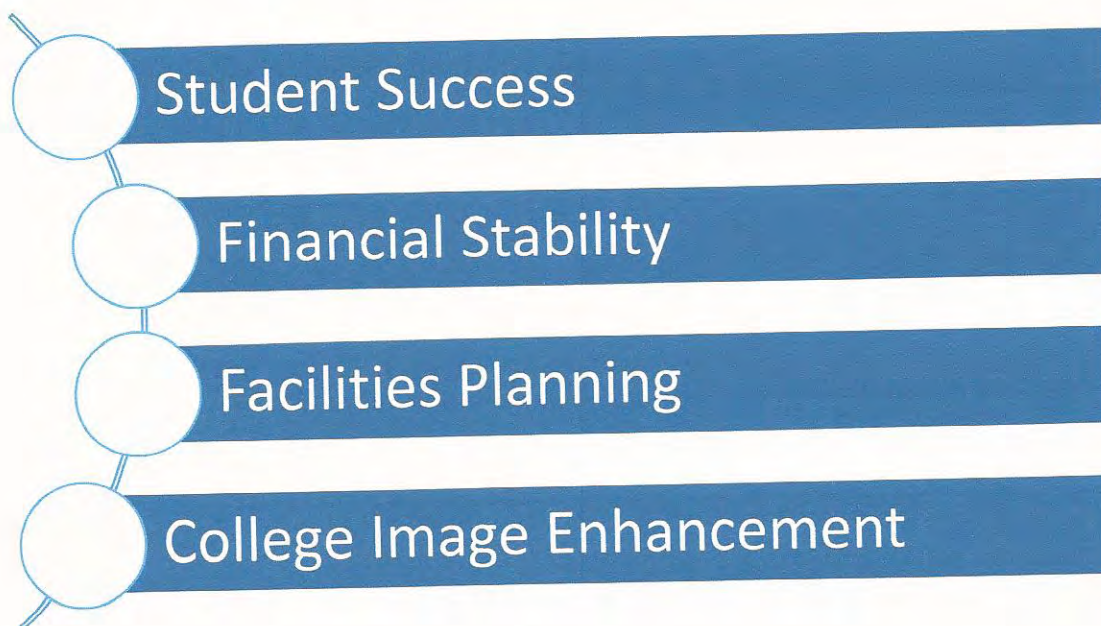 Student Success
Financial Stability
Facilities Planning
College Image Enhancement